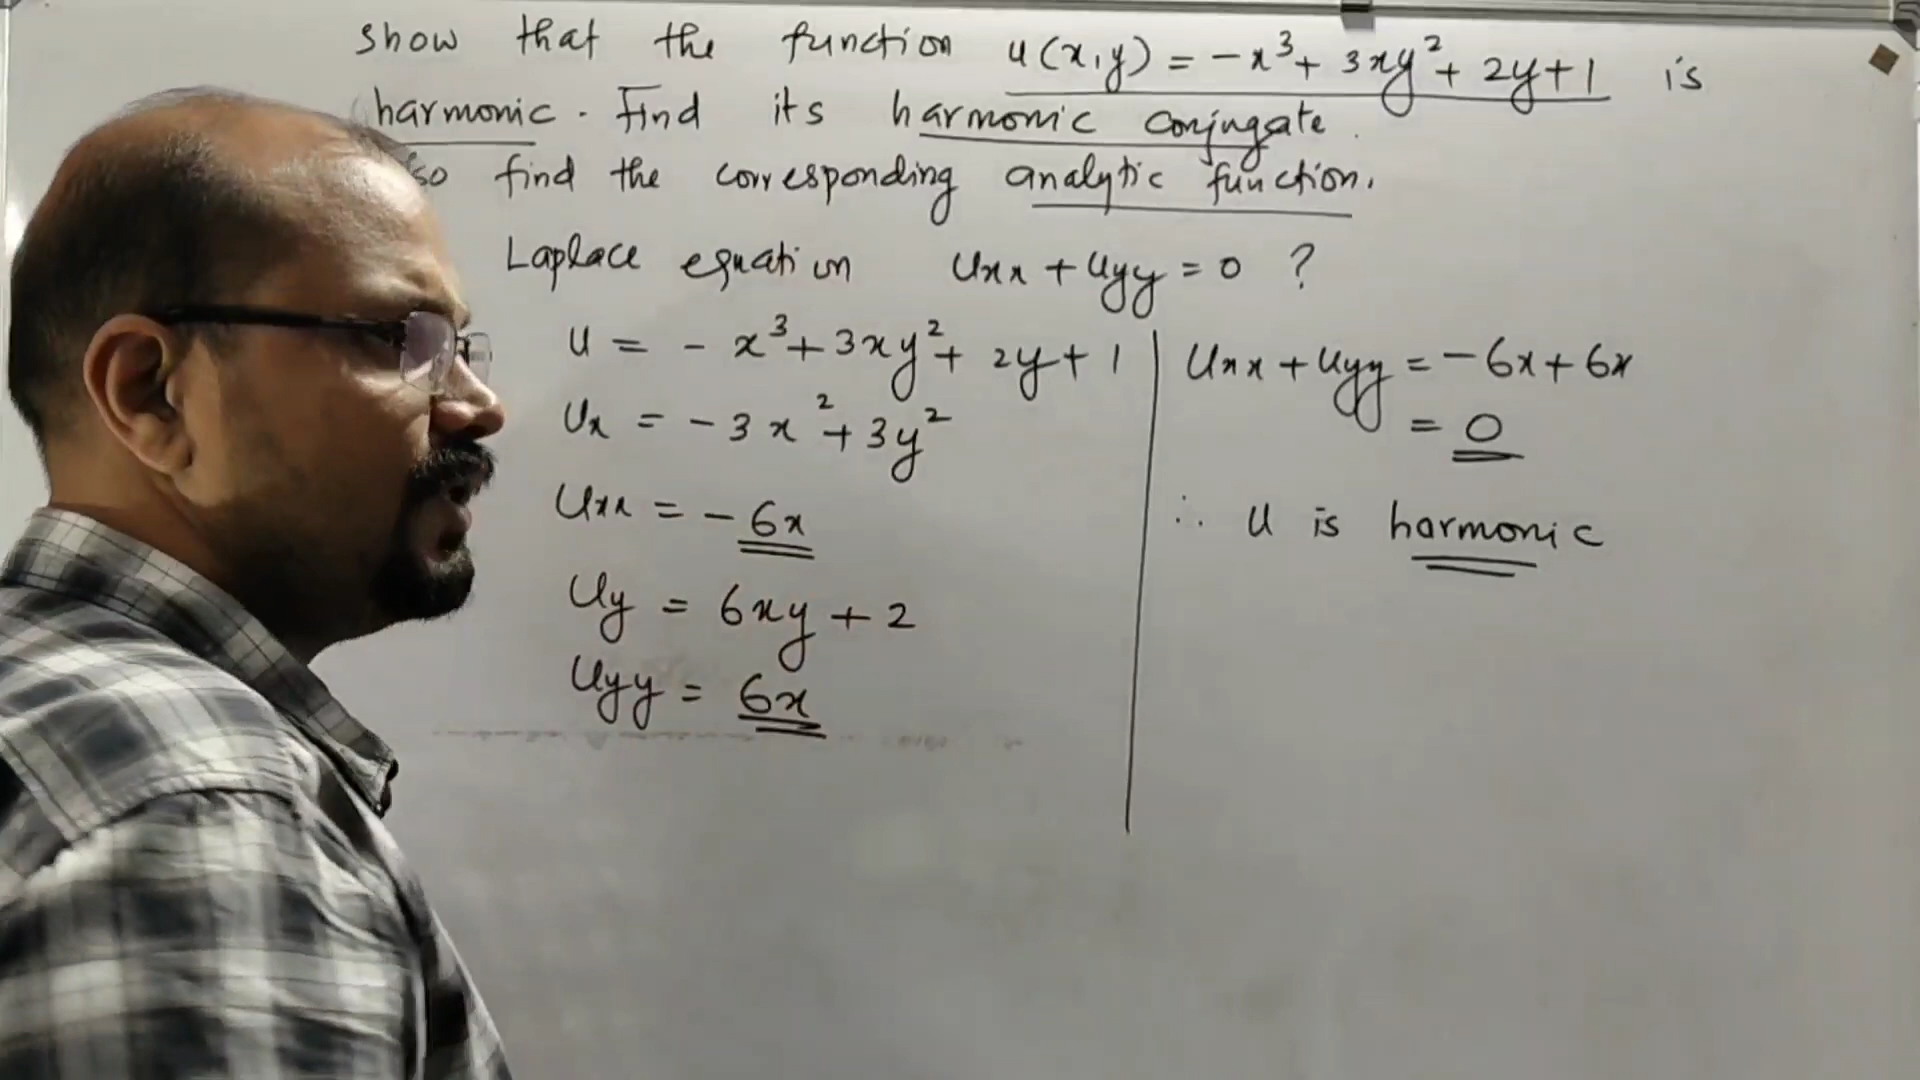 show that the function u(x,y) = -x³ + 3xy² + 2y + 1 is
harmonic. Find its harmonic conjugate.
so find the corresponding analytic function.
Laplace equation Uxx + Uyy = 0 ?
U = - x³ + 3xy² + 2y + 1
Ux = - 3x² + 3y²
Uxx = - 6x
Uy = 6xy + 2
Uyy = 6x
Uxx + Uyy = -6x + 6x
= 0
∴ U is harmonic